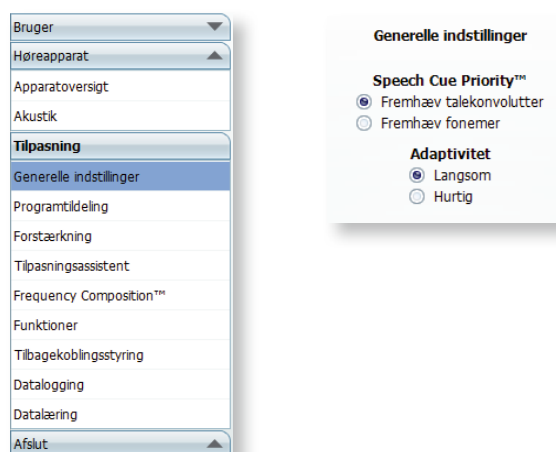 Bruger
Høreapparat
Apparatoversigt
Akustik
Tilpasning
Generelle indstillinger
Programtildeling
Forstærkning
Tilpasningsassistent
Frequency Composition™
Funktioner
Tilbagekoblingsstyring
Datalogging
Datalæring
Afslut
Generelle indstillinger
Speech Cue Priority™
Fremhæv talekonvolutter
Fremhæv fonemer
Adaptivitet
Langsom
Hurtig